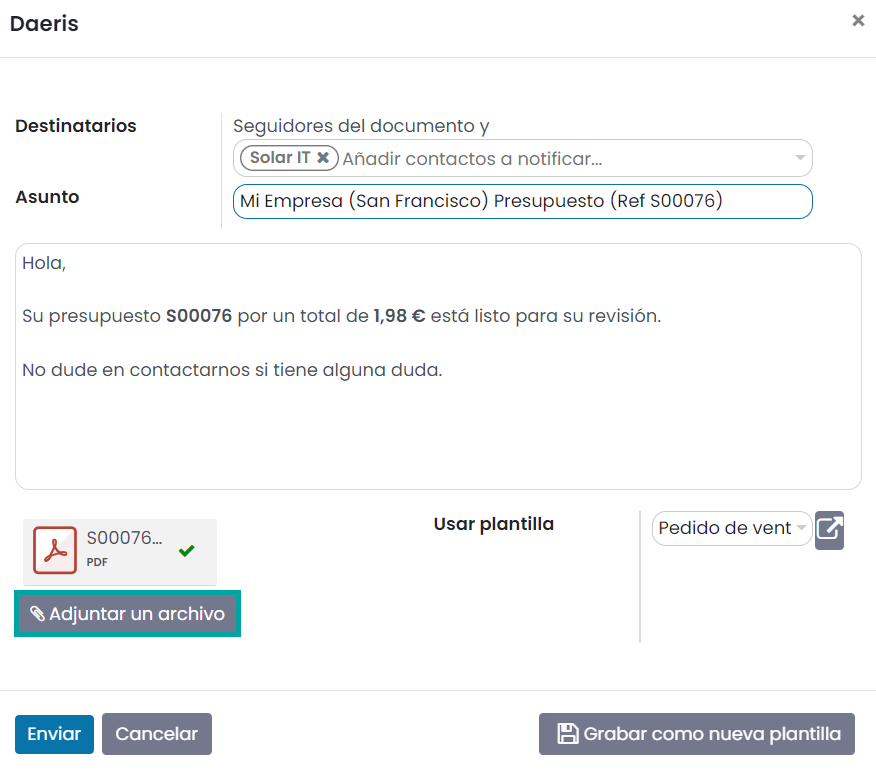 Daeris
Destinatarios
Seguidores del documento y
Solar IT
Añadir contactos a notificar...
Asunto
Mi Empresa (San Francisco) Presupuesto (Ref S00076)
Hola,
Su presupuesto S00076 por un total de 1,98 € está listo para su revisión.
No dude en contactarnos si tiene alguna duda.
S00076...
PDF
Usar plantilla
Pedido de vent
Adjuntar un archivo
Enviar
Cancelar
Grabar como nueva plantilla